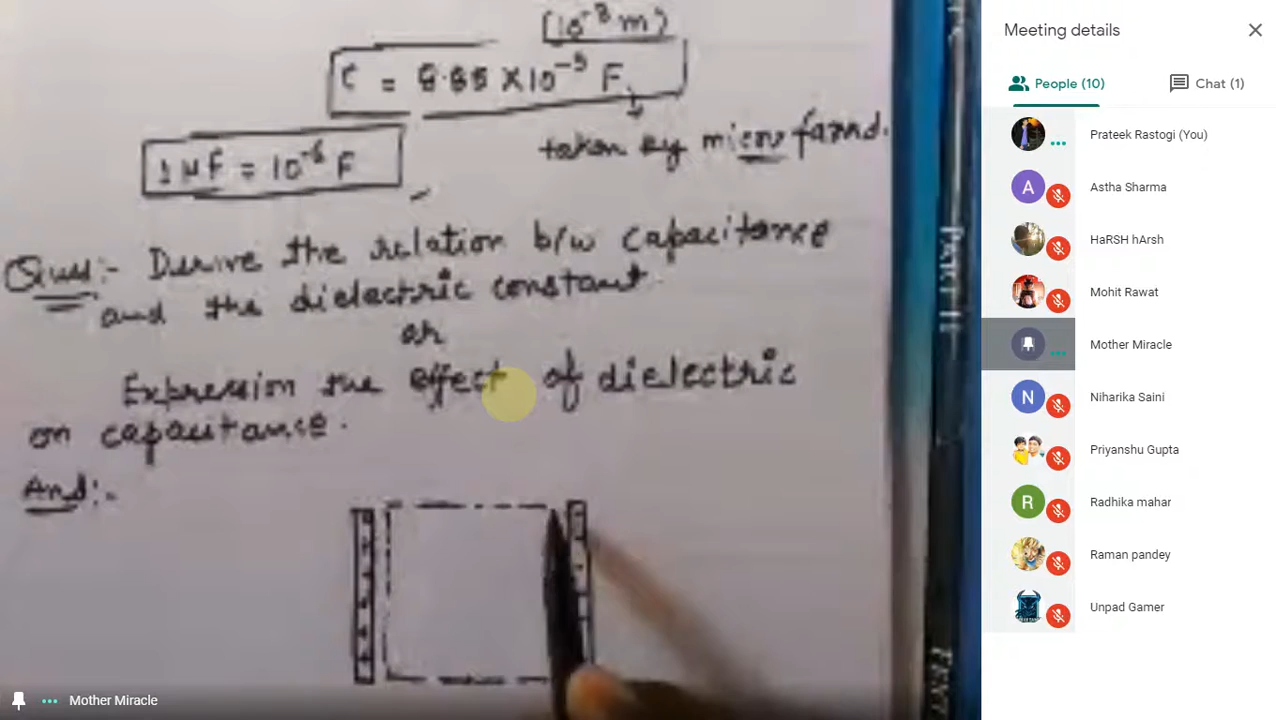 (10⁻³ m)
C = 8.85 × 10⁻⁹ F.
taken by micro farad.
1 μF = 10⁻⁶ F
Ques:- Derive the relation b/w capacitance
and the dielectric constant.
or
Expression the effect of dielectric
on capacitance.
And:-
Mother Miracle
Meeting details
People (10)
Chat (1)
Prateek Rastogi (You)
A
Astha Sharma
HaRSH hArsh
Mohit Rawat
Mother Miracle
N
Niharika Saini
Priyanshu Gupta
R
Radhika mahar
Raman pandey
Unpad Gamer